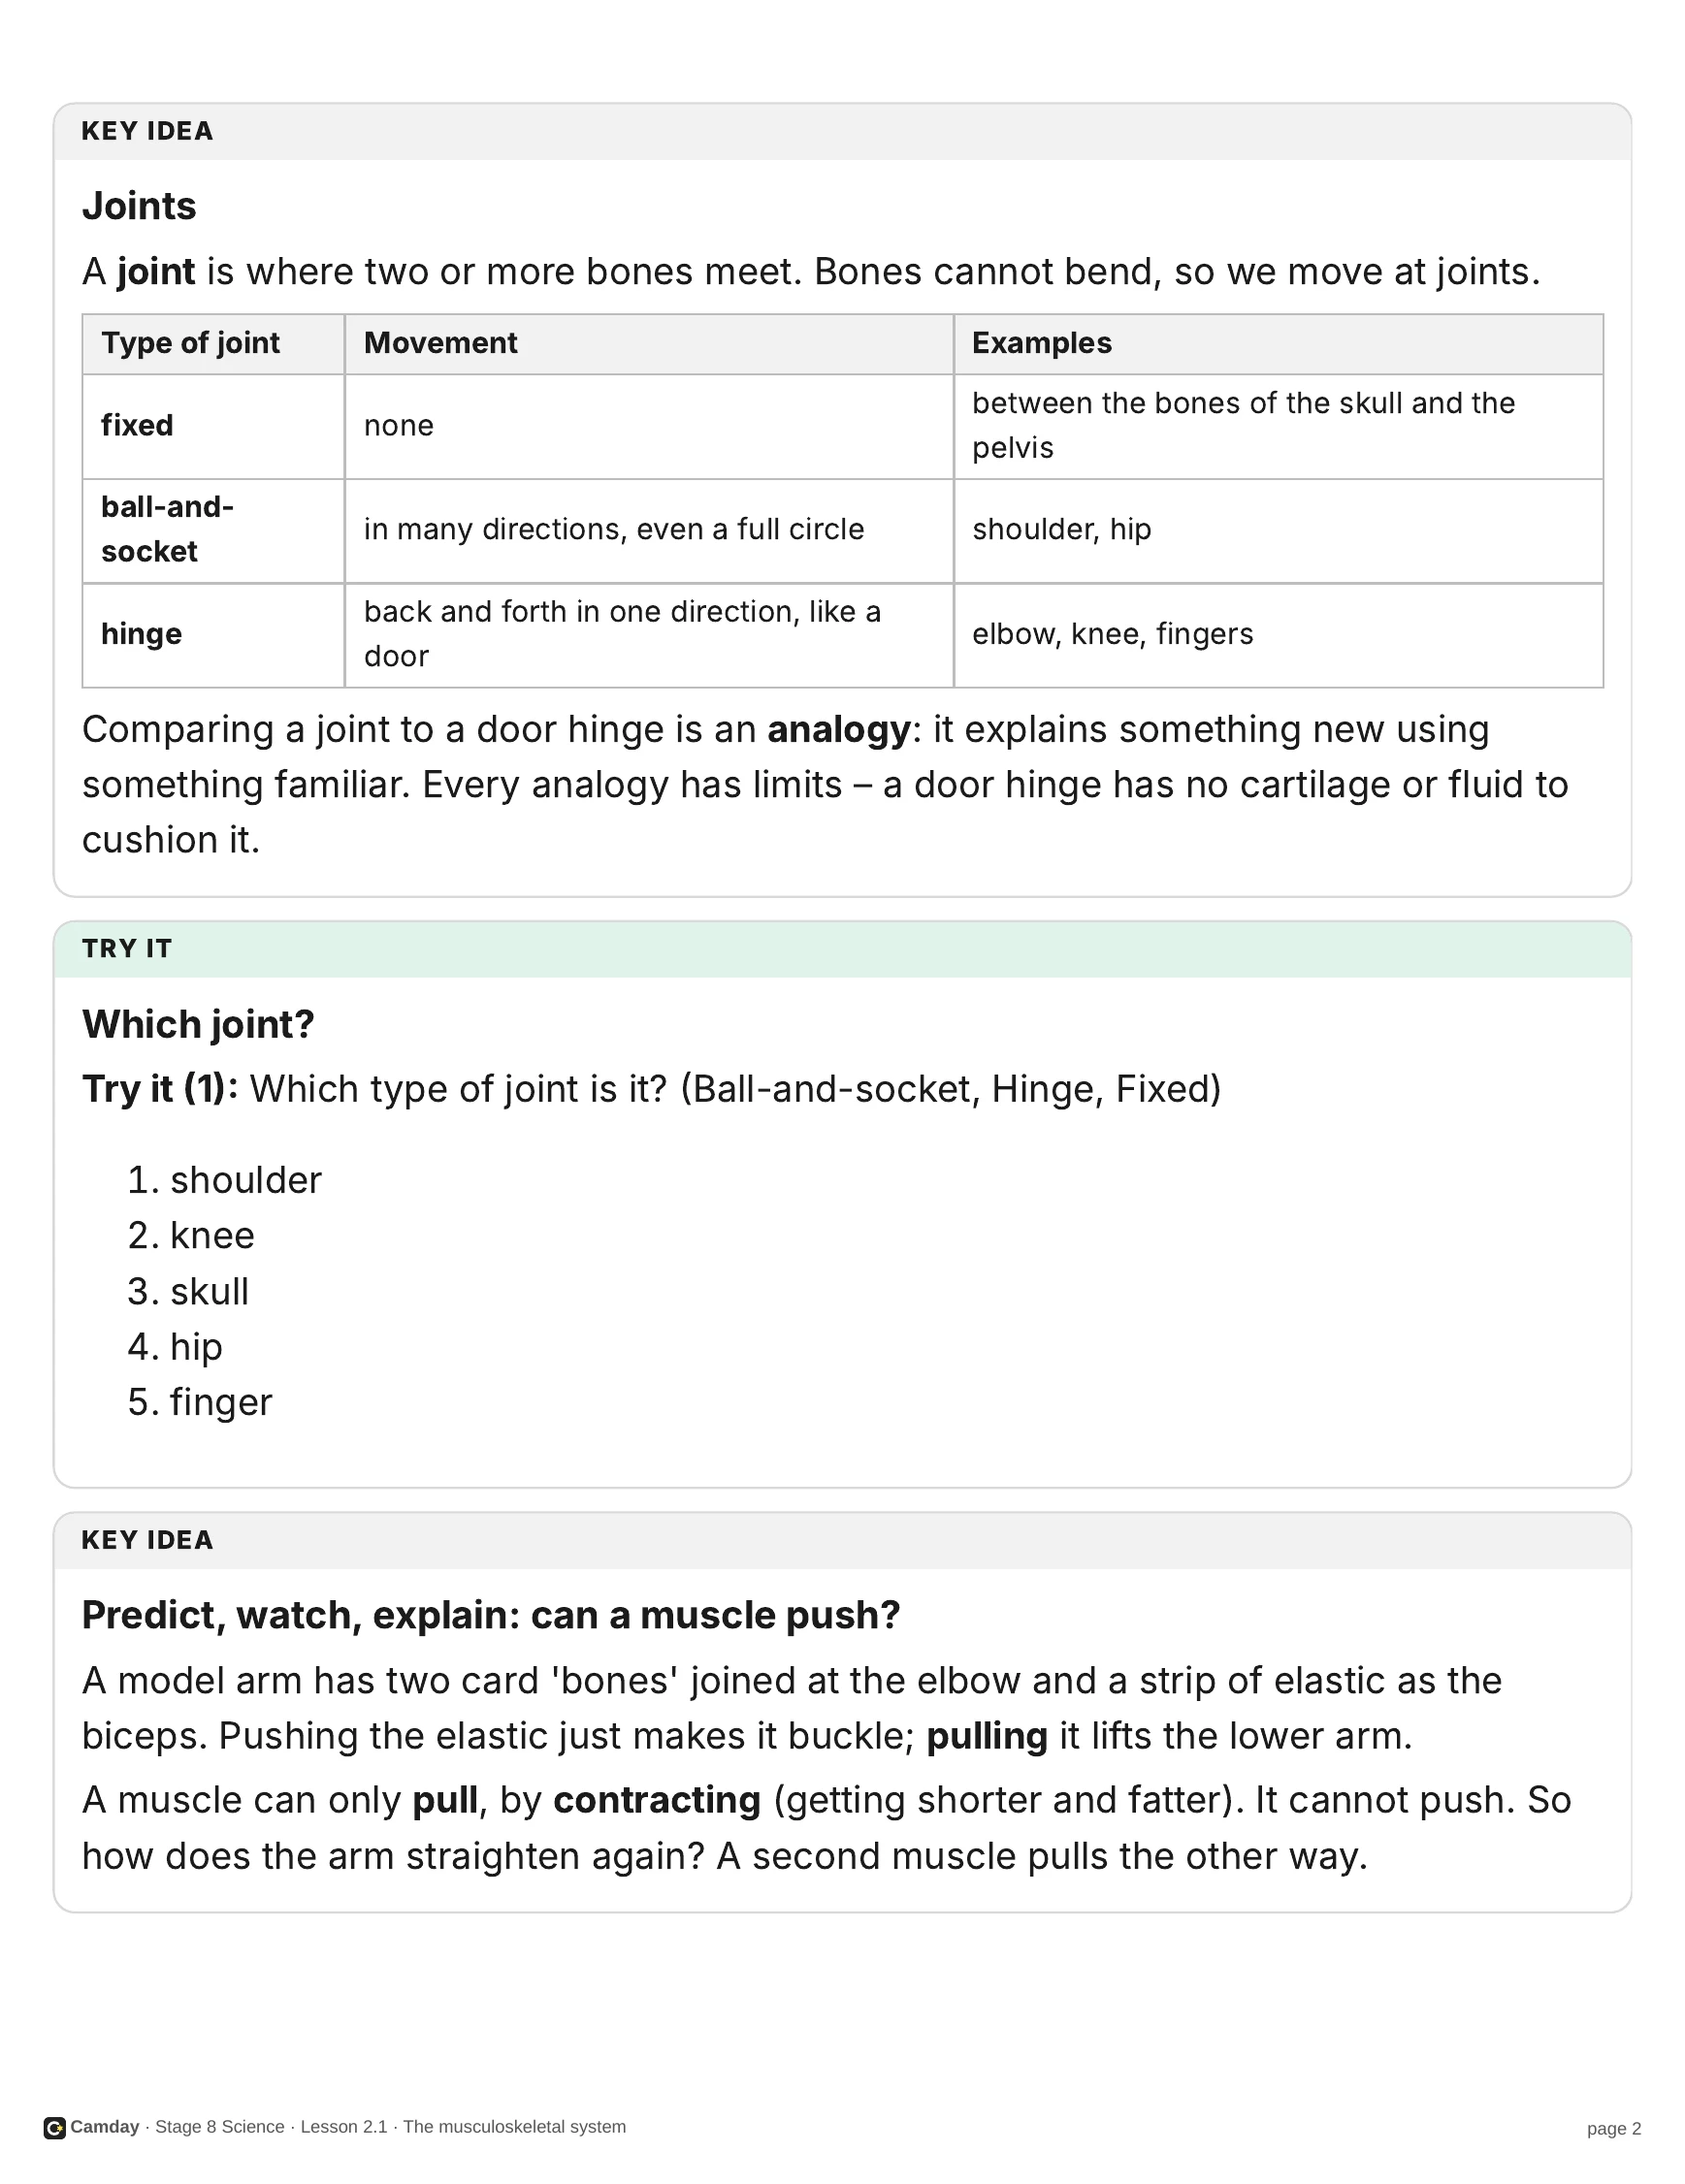 KEY IDEA
Joints
A joint is where two or more bones meet. Bones cannot bend, so we move at joints.
Type of joint Movement Examples
fixed none between the bones of the skull and the
pelvis
ball-and-
socket in many directions, even a full circle shoulder, hip
hinge back and forth in one direction, like a
door elbow, knee, fingers
Comparing a joint to a door hinge is an analogy: it explains something new using
something familiar. Every analogy has limits – a door hinge has no cartilage or fluid to
cushion it.
TRY IT
Which joint?
Try it (1): Which type of joint is it? (Ball-and-socket, Hinge, Fixed)
1. shoulder
2. knee
3. skull
4. hip
5. finger
KEY IDEA
Predict, watch, explain: can a muscle push?
A model arm has two card 'bones' joined at the elbow and a strip of elastic as the
biceps. Pushing the elastic just makes it buckle; pulling it lifts the lower arm.
A muscle can only pull, by contracting (getting shorter and fatter). It cannot push. So
how does the arm straighten again? A second muscle pulls the other way.
Camday · Stage 8 Science · Lesson 2.1 · The musculoskeletal system page 2